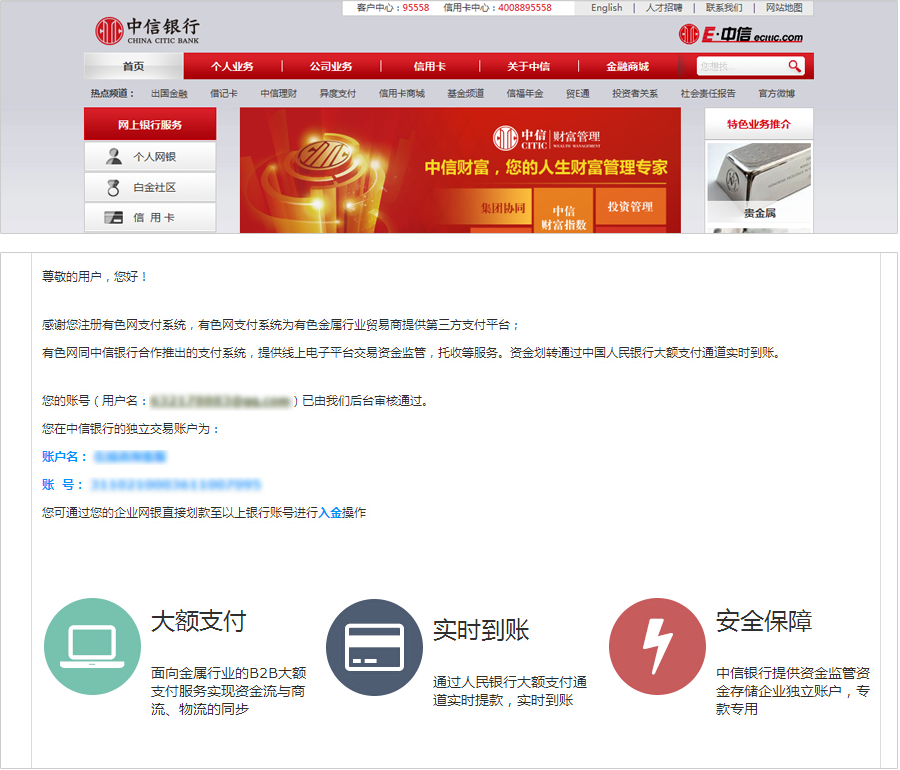 客户中心：95558 信用卡中心：4008895558 English | 人才招聘 | 联系我们 | 网站地图
中信银行
CHINA CITIC BANK
E·中信 ecitic.com
首页 个人业务 公司业务 信用卡 关于中信 金融商城 您想找...
热点频道： 出国金融 借记卡 中信理财 异度支付 信用卡商城 基金频道 信福年金 贸E通 投资者关系 社会责任报告 官方微博
网上银行服务
个人网银
白金社区
信 用 卡
中信 财富管理
CITIC WEALTH MANAGEMENT
中信财富，您的人生财富管理专家
集团协同
中信
财富指数
投资管理
特色业务推介
贵金属
尊敬的用户，您好！
感谢您注册有色网支付系统，有色网支付系统为有色金属行业贸易商提供第三方支付平台；
有色网同中信银行合作推出的支付系统，提供线上电子平台交易资金监管，托收等服务。资金划转通过中国人民银行大额支付通道实时到账。
您的账号（用户名： ）已由我们后台审核通过。
您在中信银行的独立交易账户为：
账户名：
账 号：
您可通过您的企业网银直接划款至以上银行账号进行入金操作
大额支付
面向金属行业的B2B大额
支付服务实现资金流与商
流、物流的同步
实时到账
通过人民银行大额支付通
道实时提款，实时到账
安全保障
中信银行提供资金监管资
金存储企业独立账户，专
款专用